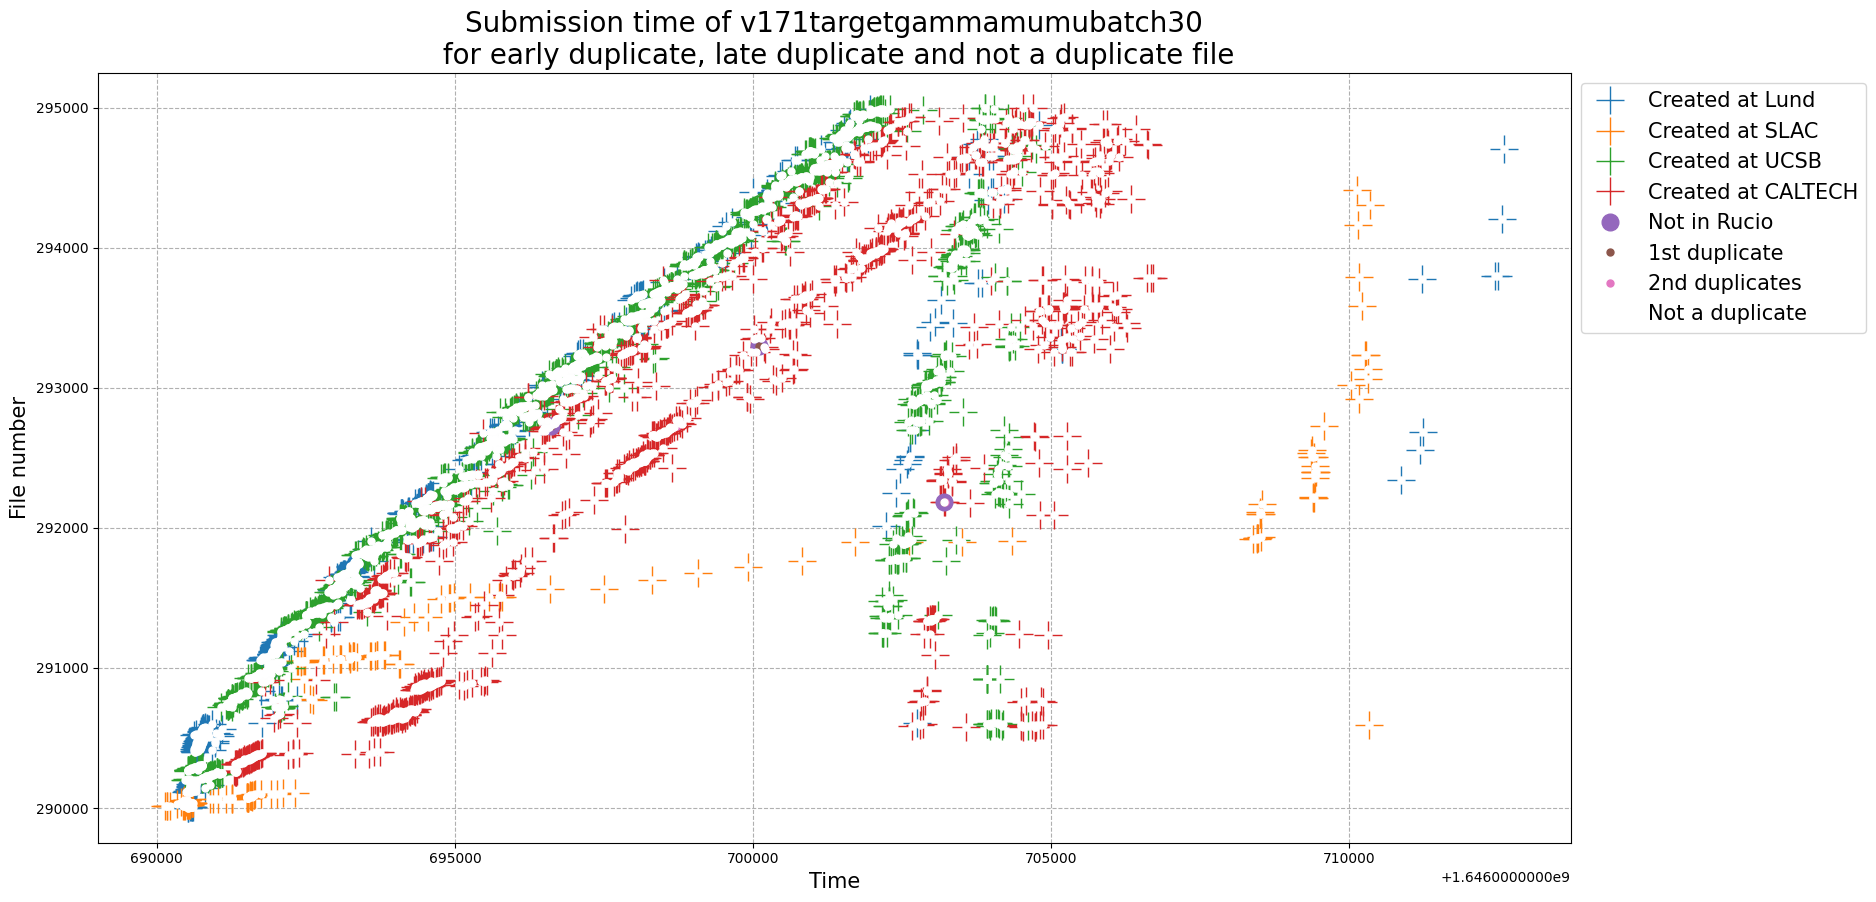 Submission time of v171targetgammamumubatch30
for early duplicate, late duplicate and not a duplicate file
Created at Lund
Created at SLAC
Created at UCSB
Created at CALTECH
Not in Rucio
1st duplicate
2nd duplicates
Not a duplicate
File number
295000
294000
293000
292000
291000
290000
690000 695000 700000 705000 710000
+1.6460000000e9
Time